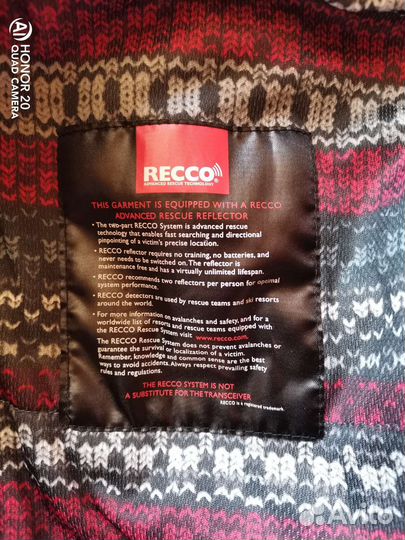 HONOR 20
QUAD CAMERA
RECCO
ADVANCED RESCUE TECHNOLOGY
THIS GARMENT IS EQUIPPED WITH A RECCO
ADVANCED RESCUE REFLECTOR
• The two-part RECCO System is advanced rescue
technology that enables fast searching and directional
pinpointing of a victim's precise location.
• RECCO reflector requires no training, no batteries, and
never needs to be switched on. The reflector is
maintenance free and has a virtually unlimited lifespan.
• RECCO recommends two reflectors per person for optimal
system performance.
• RECCO detectors are used by rescue teams and ski resorts
around the world.
• For more information on avalanches and safety, and for a
worldwide list of resorts and rescue teams equipped with
the RECCO Rescue System visit www.recco.com.
The RECCO Rescue System does not prevent avalanches or
guarantee the survival or localization of a victim.
Remember, knowledge and common sense are the best
ways to avoid accidents. Always respect prevailing safety
rules and regulations.
THE RECCO SYSTEM IS NOT
A SUBSTITUTE FOR THE TRANSCEIVER
RECCO is a registered trademark.
Avito